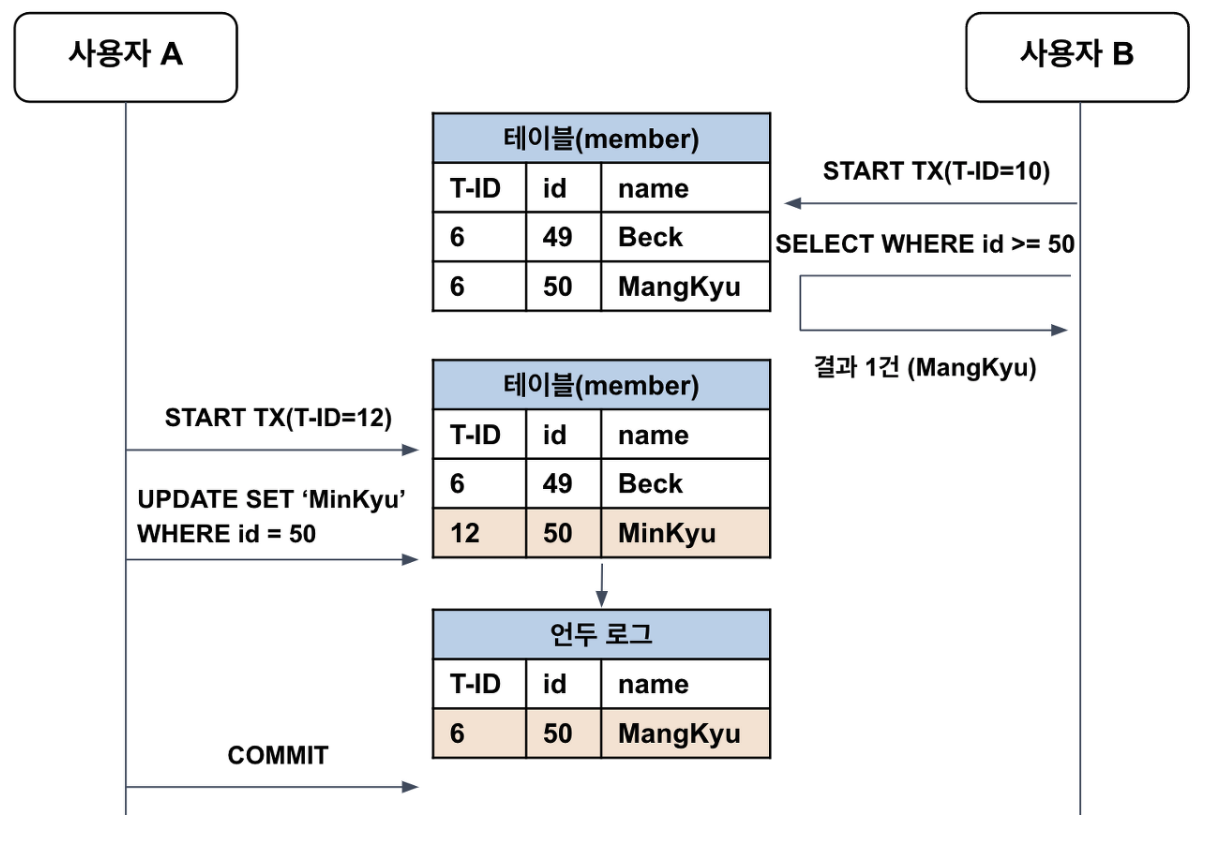 사용자 A
사용자 B
테이블(member)
T-ID id name
6 49 Beck
6 50 MangKyu
START TX(T-ID=10)
SELECT WHERE id >= 50
결과 1건 (MangKyu)
START TX(T-ID=12)
UPDATE SET ‘MinKyu’
WHERE id = 50
테이블(member)
T-ID id name
6 49 Beck
12 50 MinKyu
언두 로그
T-ID id name
6 50 MangKyu
COMMIT